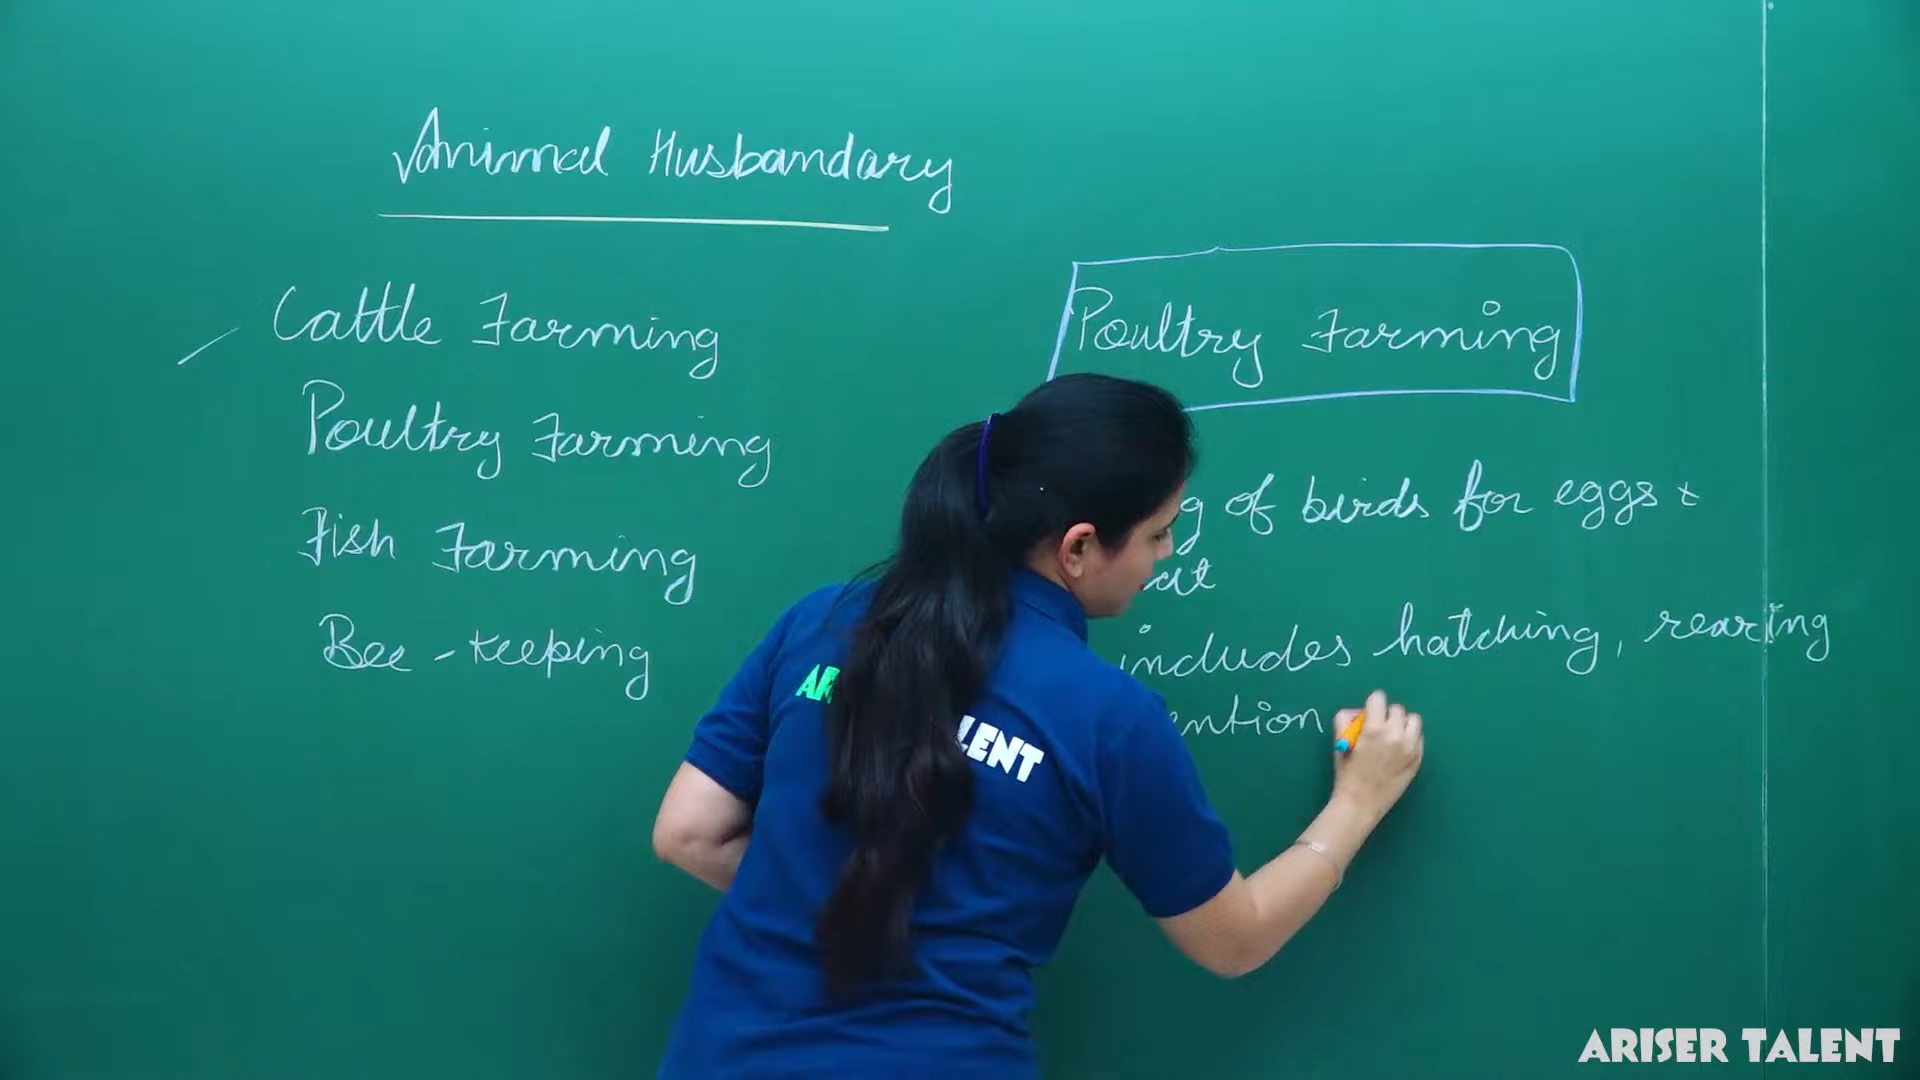 Animal Husbandary
Cattle Farming
Poultry Farming
Fish Farming
Bee-Keeping
Poultry Farming
of birds for eggs &
includes hatching, rearing
ARISER TALENT